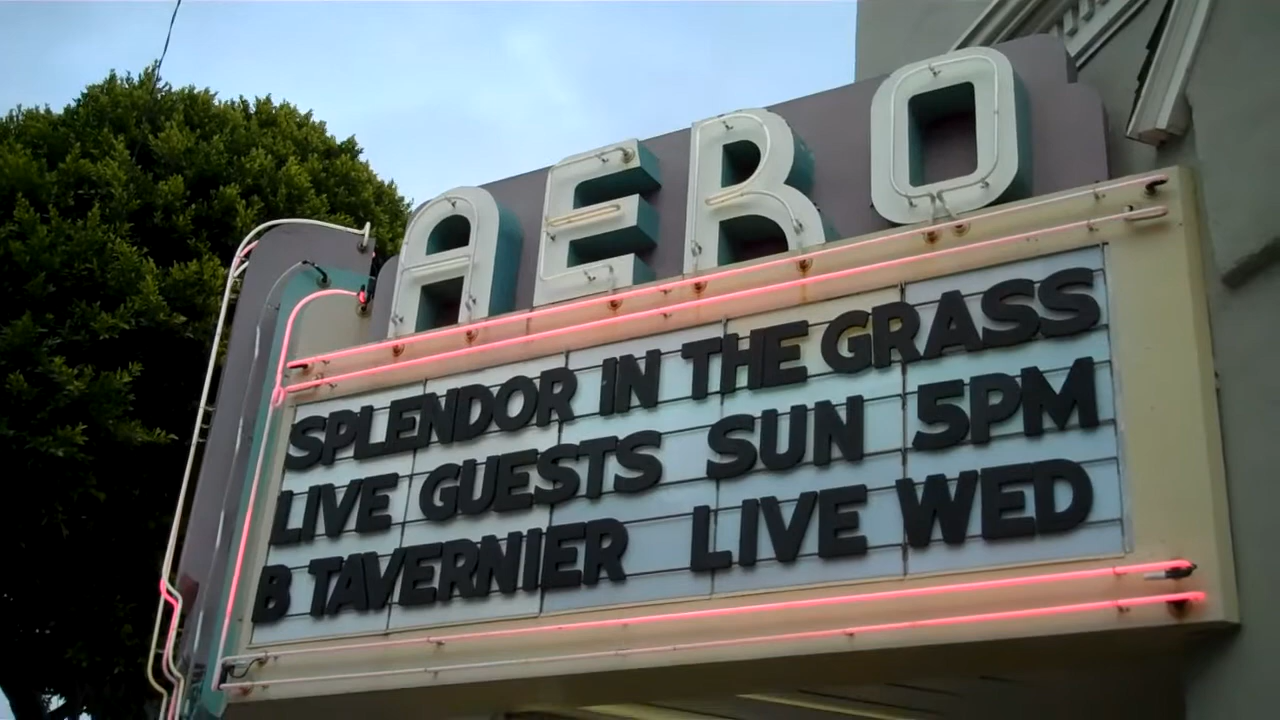 AERO
SPLENDOR IN THE GRASS
LIVE GUESTS SUN 5PM
B TAVERNIER LIVE WED